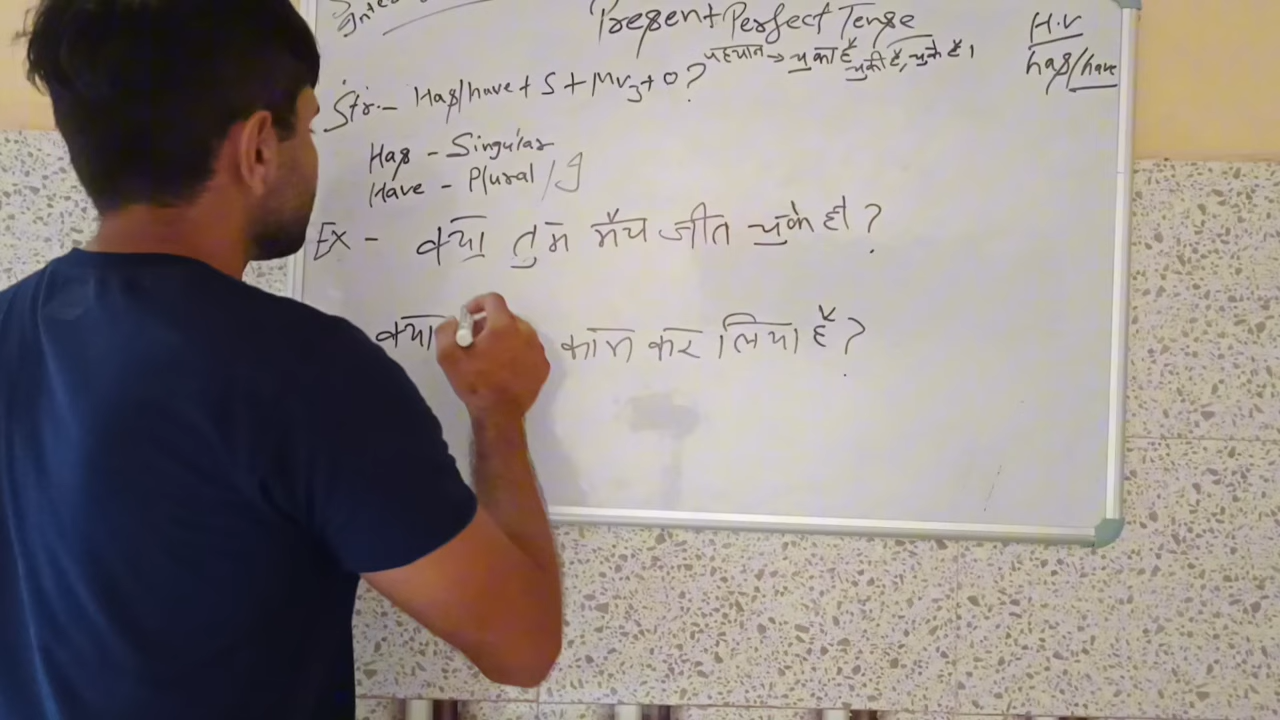 Present Perfect Tense
H.V
has/have
पहचान → चुका है, चुकी है, चुके हैं।
Str:- Has/have + S + MV3 + O?
Has - Singular
Have - Plural / I
Ex - क्या तुम मैच जीत चुके हो ?
क्या काम कर लिया है ?